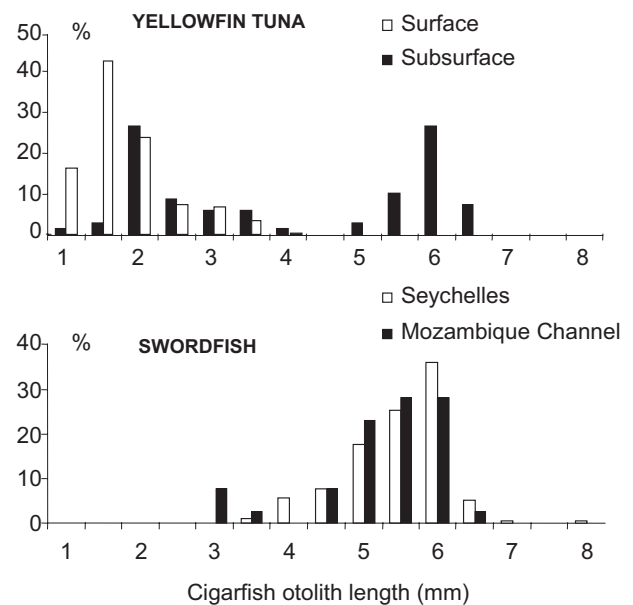 % YELLOWFIN TUNA
□ Surface
■ Subsurface
50
40
30
20
10
0
1 2 3 4 5 6 7 8
□ Seychelles
■ Mozambique Channel
% SWORDFISH
40
30
20
10
0
1 2 3 4 5 6 7 8
Cigarfish otolith length (mm)